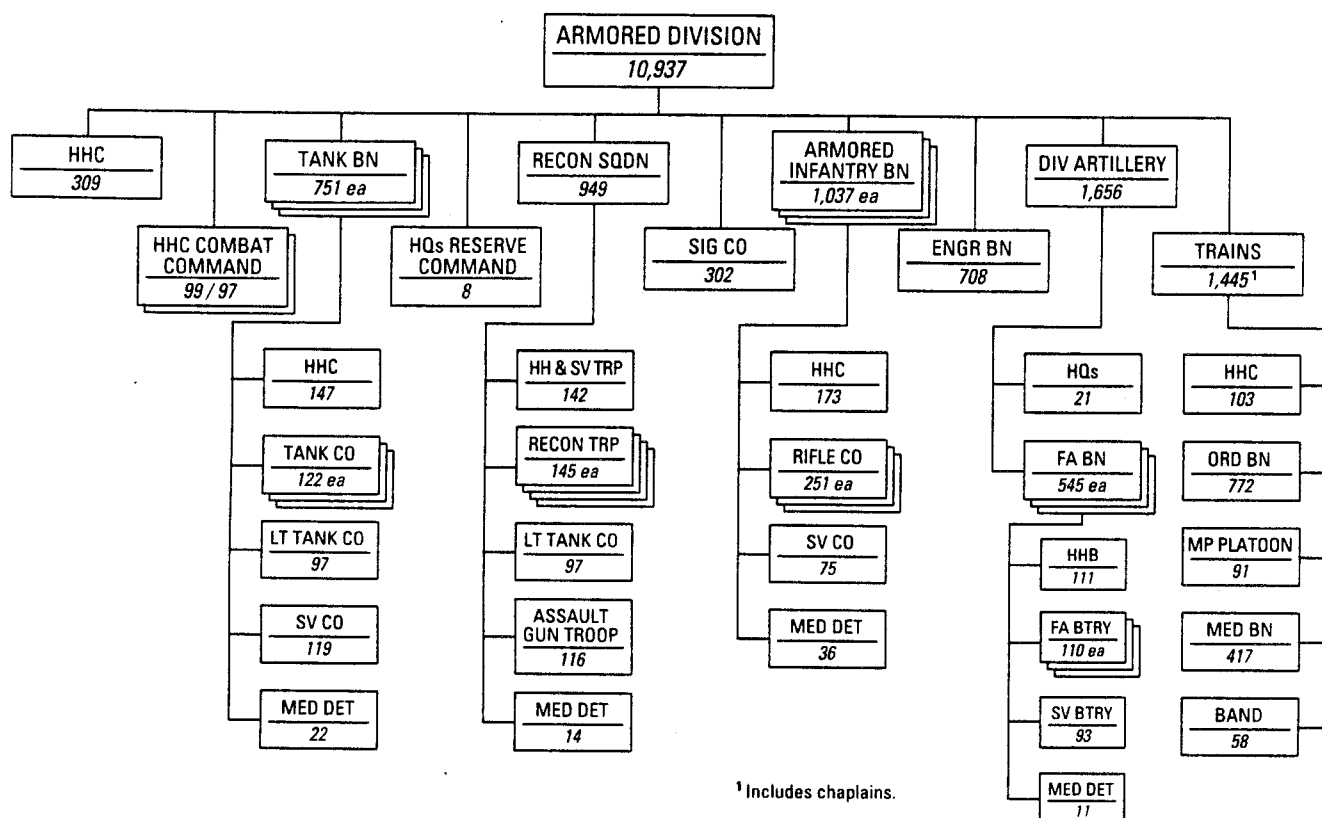 ARMORED DIVISION
10,937
HHC
309
TANK BN
751 ea
RECON SQDN
949
ARMORED
INFANTRY BN
1,037 ea
DIV ARTILLERY
1,656
HHC COMBAT
COMMAND
99 / 97
HQs RESERVE
COMMAND
8
SIG CO
302
ENGR BN
708
TRAINS
1,445¹
HHC
147
TANK CO
122 ea
LT TANK CO
97
SV CO
119
MED DET
22
HH & SV TRP
142
RECON TRP
145 ea
LT TANK CO
97
ASSAULT
GUN TROOP
116
MED DET
14
HHC
173
RIFLE CO
251 ea
SV CO
75
MED DET
36
HQs
21
FA BN
545 ea
HHB
111
FA BTRY
110 ea
SV BTRY
93
MED DET
11
HHC
103
ORD BN
772
MP PLATOON
91
MED BN
417
BAND
58
¹ Includes chaplains.